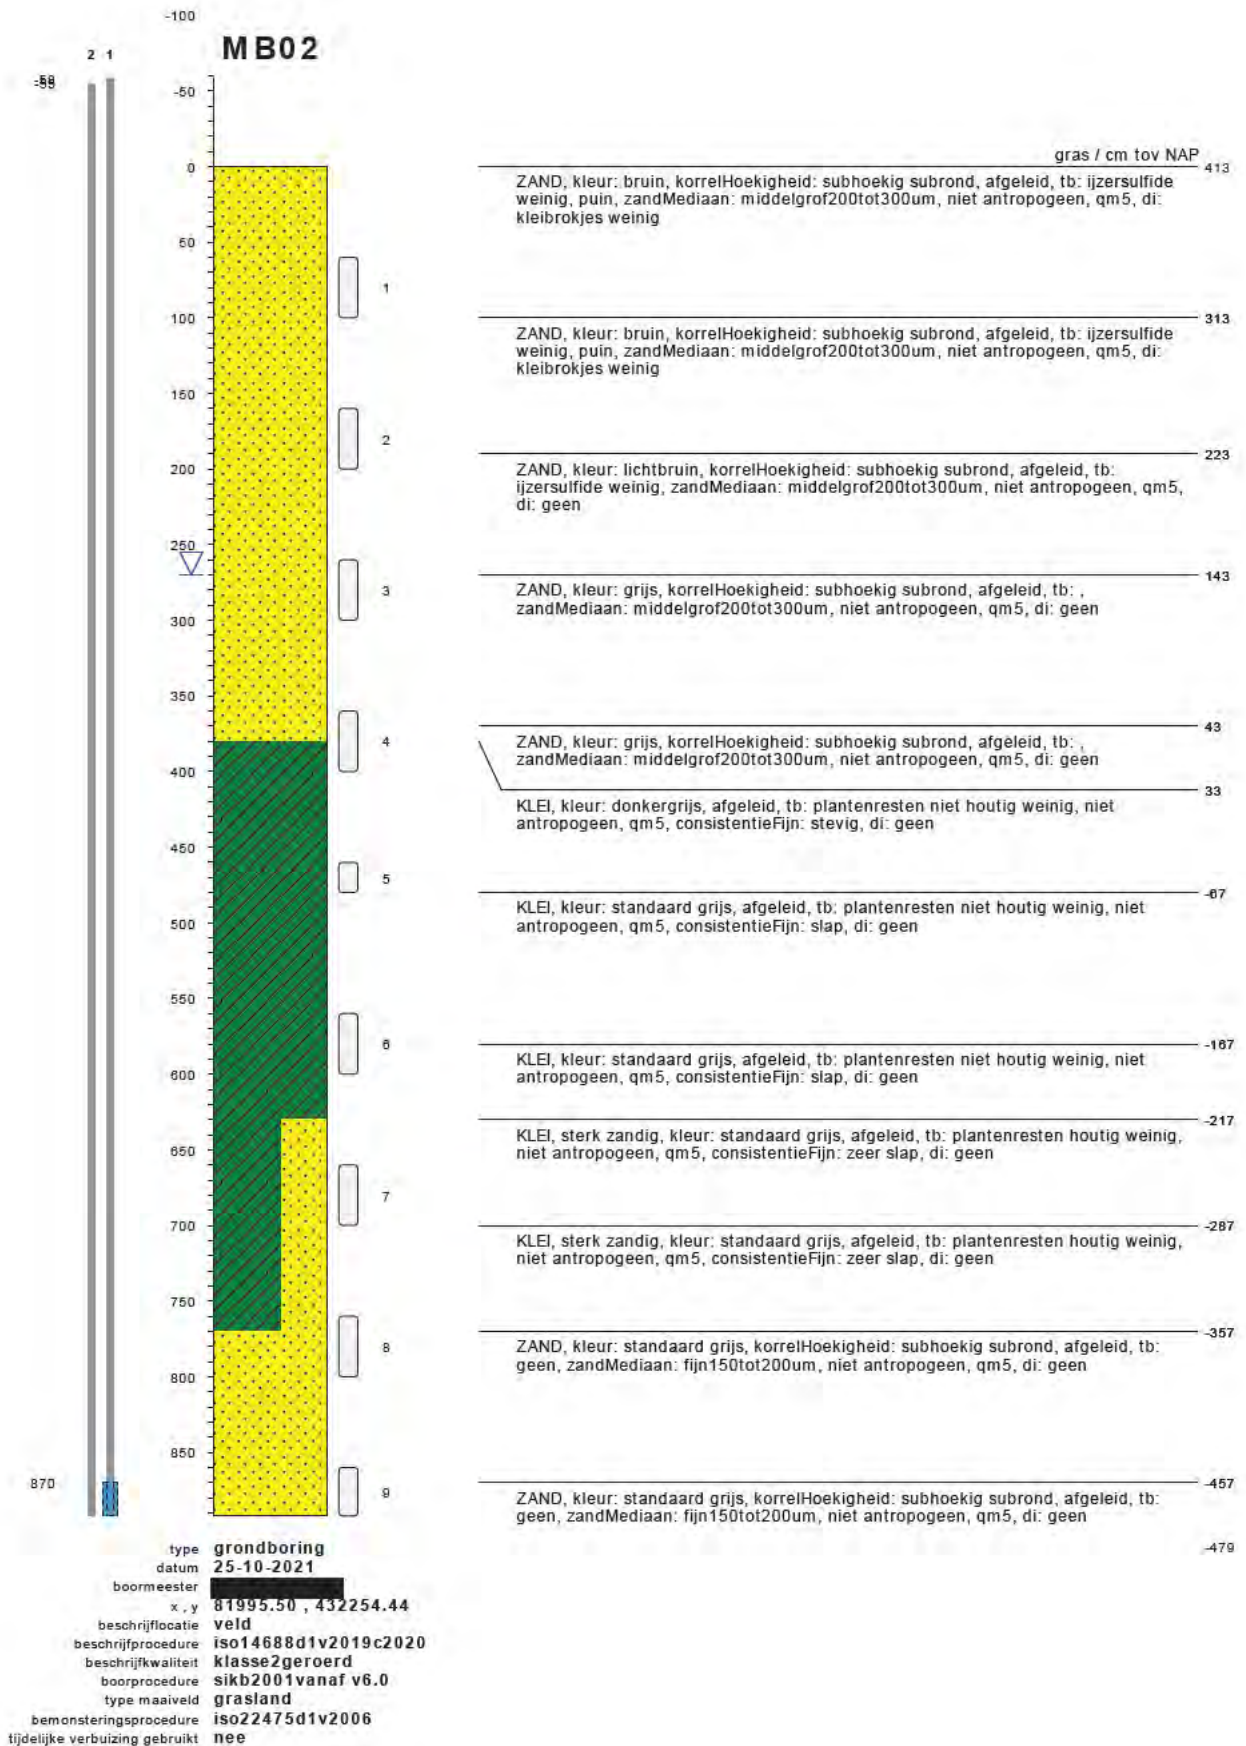 -100
MB02
2 1
-50
gras / cm tov NAP
0
413
ZAND, kleur: bruin, korrelHoekigheid: subhoekig subrond, afgeleid, tb: ijzersulfide
weinig, puin, zandMediaan: middelgrof200tot300um, niet antropogeen, qm5, di:
kleibrokjes weinig
50
1
100
313
ZAND, kleur: bruin, korrelHoekigheid: subhoekig subrond, afgeleid, tb: ijzersulfide
weinig, puin, zandMediaan: middelgrof200tot300um, niet antropogeen, qm5, di:
kleibrokjes weinig
150
2
200
223
ZAND, kleur: lichtbruin, korrelHoekigheid: subhoekig subrond, afgeleid, tb:
ijzersulfide weinig, zandMediaan: middelgrof200tot300um, niet antropogeen, qm5,
di: geen
250
143
3
ZAND, kleur: grijs, korrelHoekigheid: subhoekig subrond, afgeleid, tb: ,
zandMediaan: middelgrof200tot300um, niet antropogeen, qm5, di: geen
300
350
43
4
ZAND, kleur: grijs, korrelHoekigheid: subhoekig subrond, afgeleid, tb: ,
zandMediaan: middelgrof200tot300um, niet antropogeen, qm5, di: geen
400
33
KLEI, kleur: donkergrijs, afgeleid, tb: plantenresten niet houtig weinig, niet
antropogeen, qm5, consistentieFijn: stevig, di: geen
450
5
-67
KLEI, kleur: standaard grijs, afgeleid, tb: plantenresten niet houtig weinig, niet
antropogeen, qm5, consistentieFijn: slap, di: geen
500
550
6
-167
KLEI, kleur: standaard grijs, afgeleid, tb: plantenresten niet houtig weinig, niet
antropogeen, qm5, consistentieFijn: slap, di: geen
600
-217
KLEI, sterk zandig, kleur: standaard grijs, afgeleid, tb: plantenresten houtig weinig,
niet antropogeen, qm5, consistentieFijn: zeer slap, di: geen
650
7
700
-287
KLEI, sterk zandig, kleur: standaard grijs, afgeleid, tb: plantenresten houtig weinig,
niet antropogeen, qm5, consistentieFijn: zeer slap, di: geen
750
-357
8
ZAND, kleur: standaard grijs, korrelHoekigheid: subhoekig subrond, afgeleid, tb:
geen, zandMediaan: fijn150tot200um, niet antropogeen, qm5, di: geen
800
850
870
-457
9
ZAND, kleur: standaard grijs, korrelHoekigheid: subhoekig subrond, afgeleid, tb:
geen, zandMediaan: fijn150tot200um, niet antropogeen, qm5, di: geen
-479
type grondboring
datum 25-10-2021
boormeester
x , y 81995.50 , 432254.44
beschrijflocatie veld
beschrijfprocedure iso14688d1v2019c2020
beschrijfkwaliteit klasse2geroerd
boorprocedure sikb2001vanaf v6.0
type maaiveld grasland
bemonsteringsprocedure iso22475d1v2006
tijdelijke verbuizing gebruikt nee